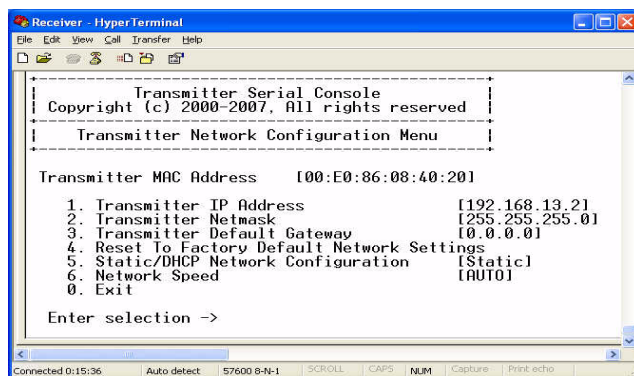 Receiver - HyperTerminal
File Edit View Call Transfer Help
Transmitter Serial Console
Copyright (c) 2000-2007, All rights reserved
Transmitter Network Configuration Menu
Transmitter MAC Address [00:E0:86:08:40:20]
1. Transmitter IP Address [192.168.13.2]
2. Transmitter Netmask [255.255.255.0]
3. Transmitter Default Gateway [0.0.0.0]
4. Reset To Factory Default Network Settings
5. Static/DHCP Network Configuration [Static]
6. Network Speed [AUTO]
0. Exit
Enter selection ->
Connected 0:15:36 Auto detect 57600 8-N-1 SCROLL CAPS NUM Capture Print echo